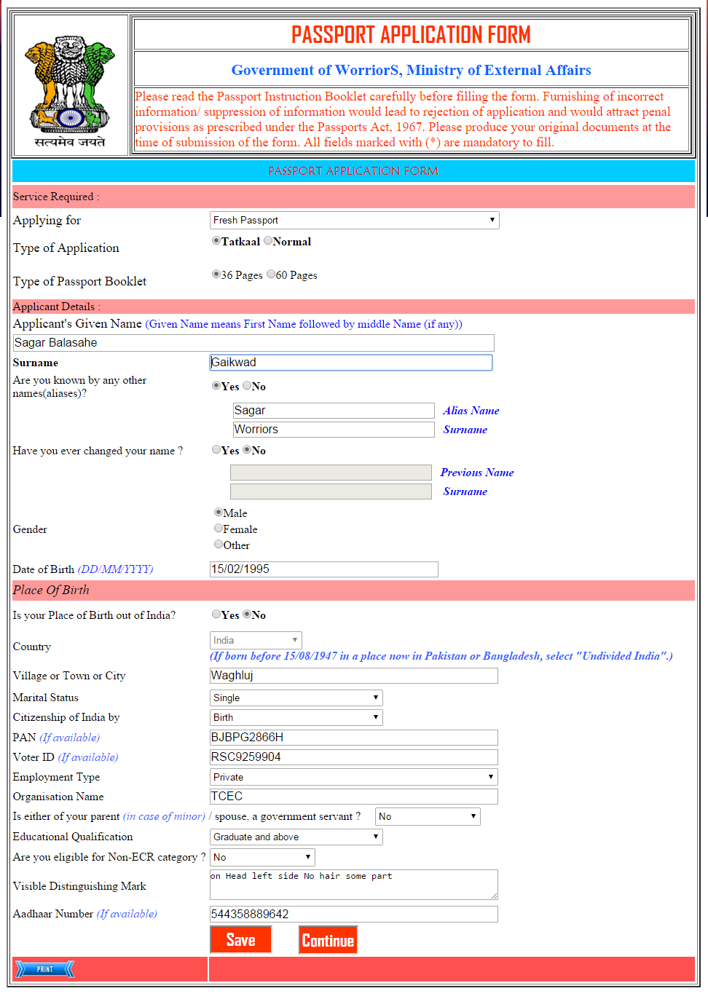 सत्यमेव जयते
PASSPORT APPLICATION FORM
Government of WorriorS, Ministry of External Affairs
Please read the Passport Instruction Booklet carefully before filling the form. Furnishing of incorrect
information/ suppression of information would lead to rejection of application and would attract penal
provisions as prescribed under the Passports Act, 1967. Please produce your original documents at the
time of submission of the form. All fields marked with (*) are mandatory to fill.
PASSPORT APPLICATION FORM
Service Required :
Applying for Fresh Passport
Type of Application Tatkaal Normal
Type of Passport Booklet 36 Pages 60 Pages
Applicant Details :
Applicant's Given Name (Given Name means First Name followed by middle Name (if any))
Sagar Balasahe
Surname Gaikwad
Are you known by any other
names(aliases)? Yes No
Sagar Alias Name
Worriors Surname
Have you ever changed your name ? Yes No
Previous Name
Surname
Male
Gender Female
Other
Date of Birth (DD/MM/YYYY) 15/02/1995
Place Of Birth
Is your Place of Birth out of India? Yes No
Country India
(If born before 15/08/1947 in a place now in Pakistan or Bangladesh, select "Undivided India".)
Village or Town or City Waghluj
Marital Status Single
Citizenship of India by Birth
PAN (If available) BJBPG2866H
Voter ID (If available) RSC9259904
Employment Type Private
Organisation Name TCEC
Is either of your parent (in case of minor) / spouse, a government servant ? No
Educational Qualification Graduate and above
Are you eligible for Non-ECR category ? No
Visible Distinguishing Mark on Head left side No hair some part
Aadhaar Number (If available) 544358889642
Save Continue
PRINT